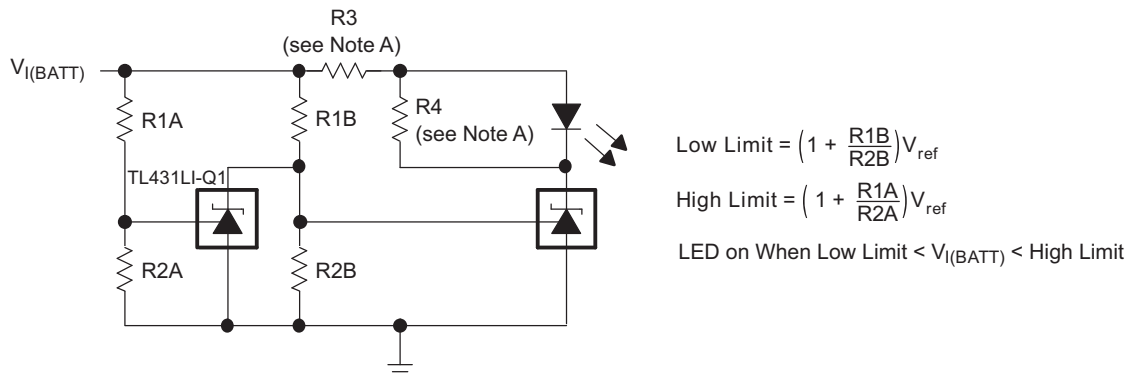 R3
(see Note A)
V_I(BATT)
R1A
R1B
R4
(see Note A)
TL431LI-Q1
R2A
R2B
Low Limit = (1 + R1B/R2B)V_ref
High Limit = (1 + R1A/R2A)V_ref
LED on When Low Limit < V_I(BATT) < High Limit